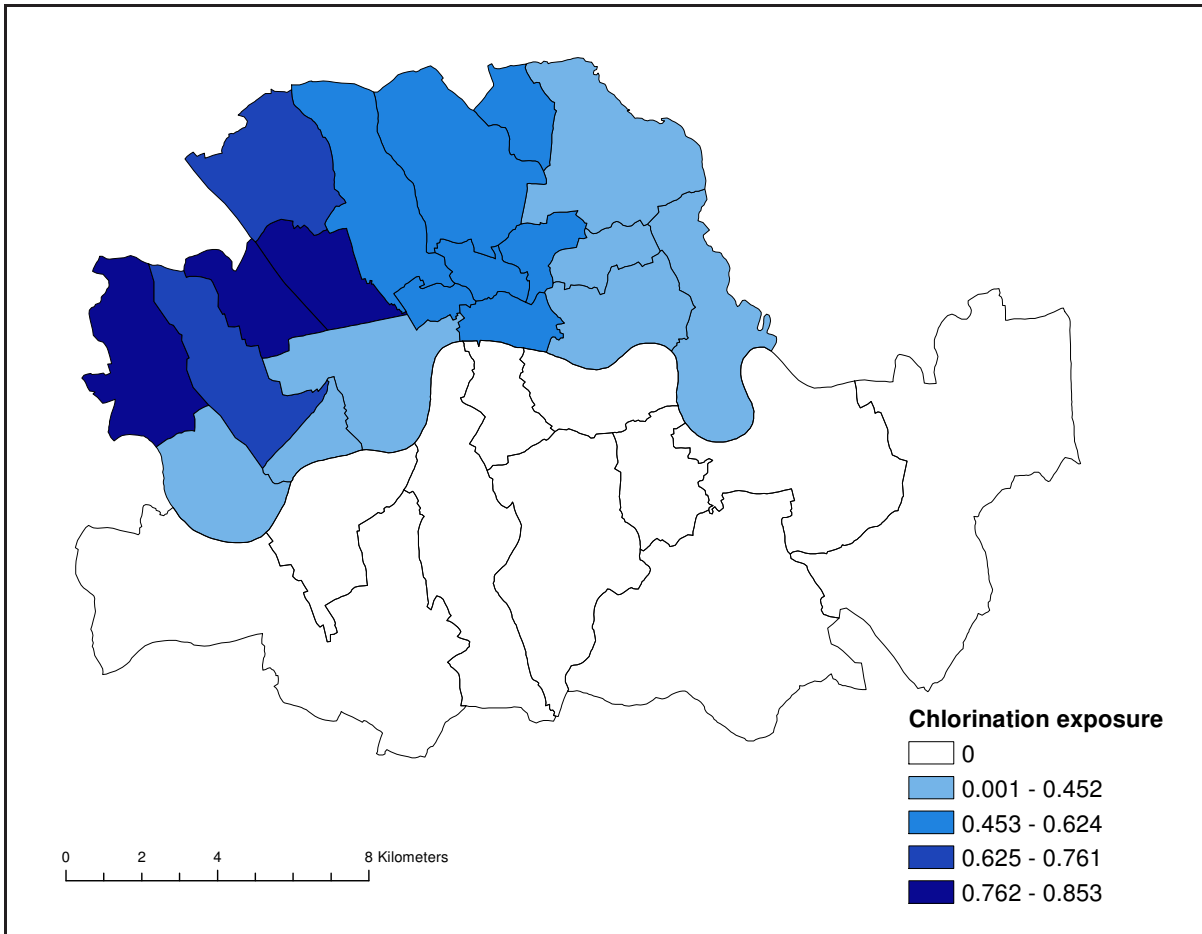 Chlorination exposure
0
0.001 - 0.452
0.453 - 0.624
0.625 - 0.761
0.762 - 0.853
0 2 4 8 Kilometers